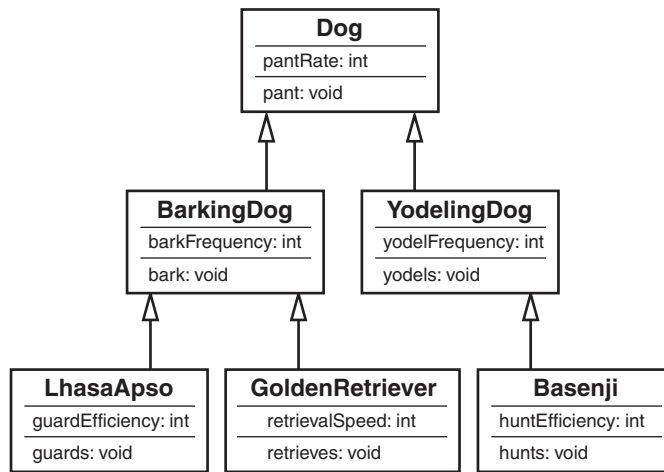 Dog
pantRate: int
pant: void
BarkingDog
barkFrequency: int
bark: void
YodelingDog
yodelFrequency: int
yodels: void
LhasaApso
guardEfficiency: int
guards: void
GoldenRetriever
retrievalSpeed: int
retrieves: void
Basenji
huntEfficiency: int
hunts: void